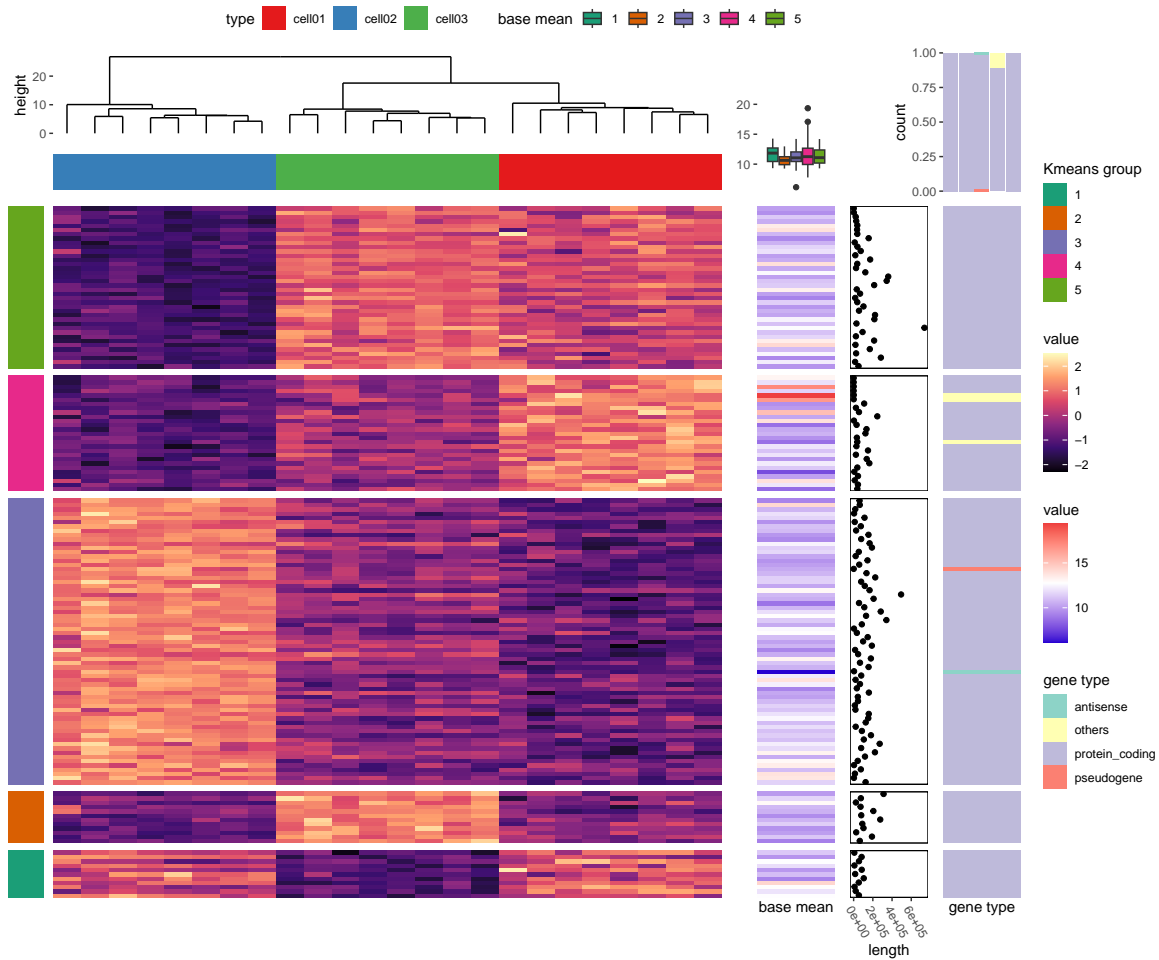 type cell01 cell02 cell03 base mean 1 2 3 4 5
height
20
10
0
20
15
10
count
1.00
0.75
0.50
0.25
0.00
Kmeans group
1
2
3
4
5
value
2
1
0
−1
−2
value
15
10
gene type
antisense
others
protein_coding
pseudogene
base mean
0e+00
2e+05
4e+05
6e+05
length
gene type